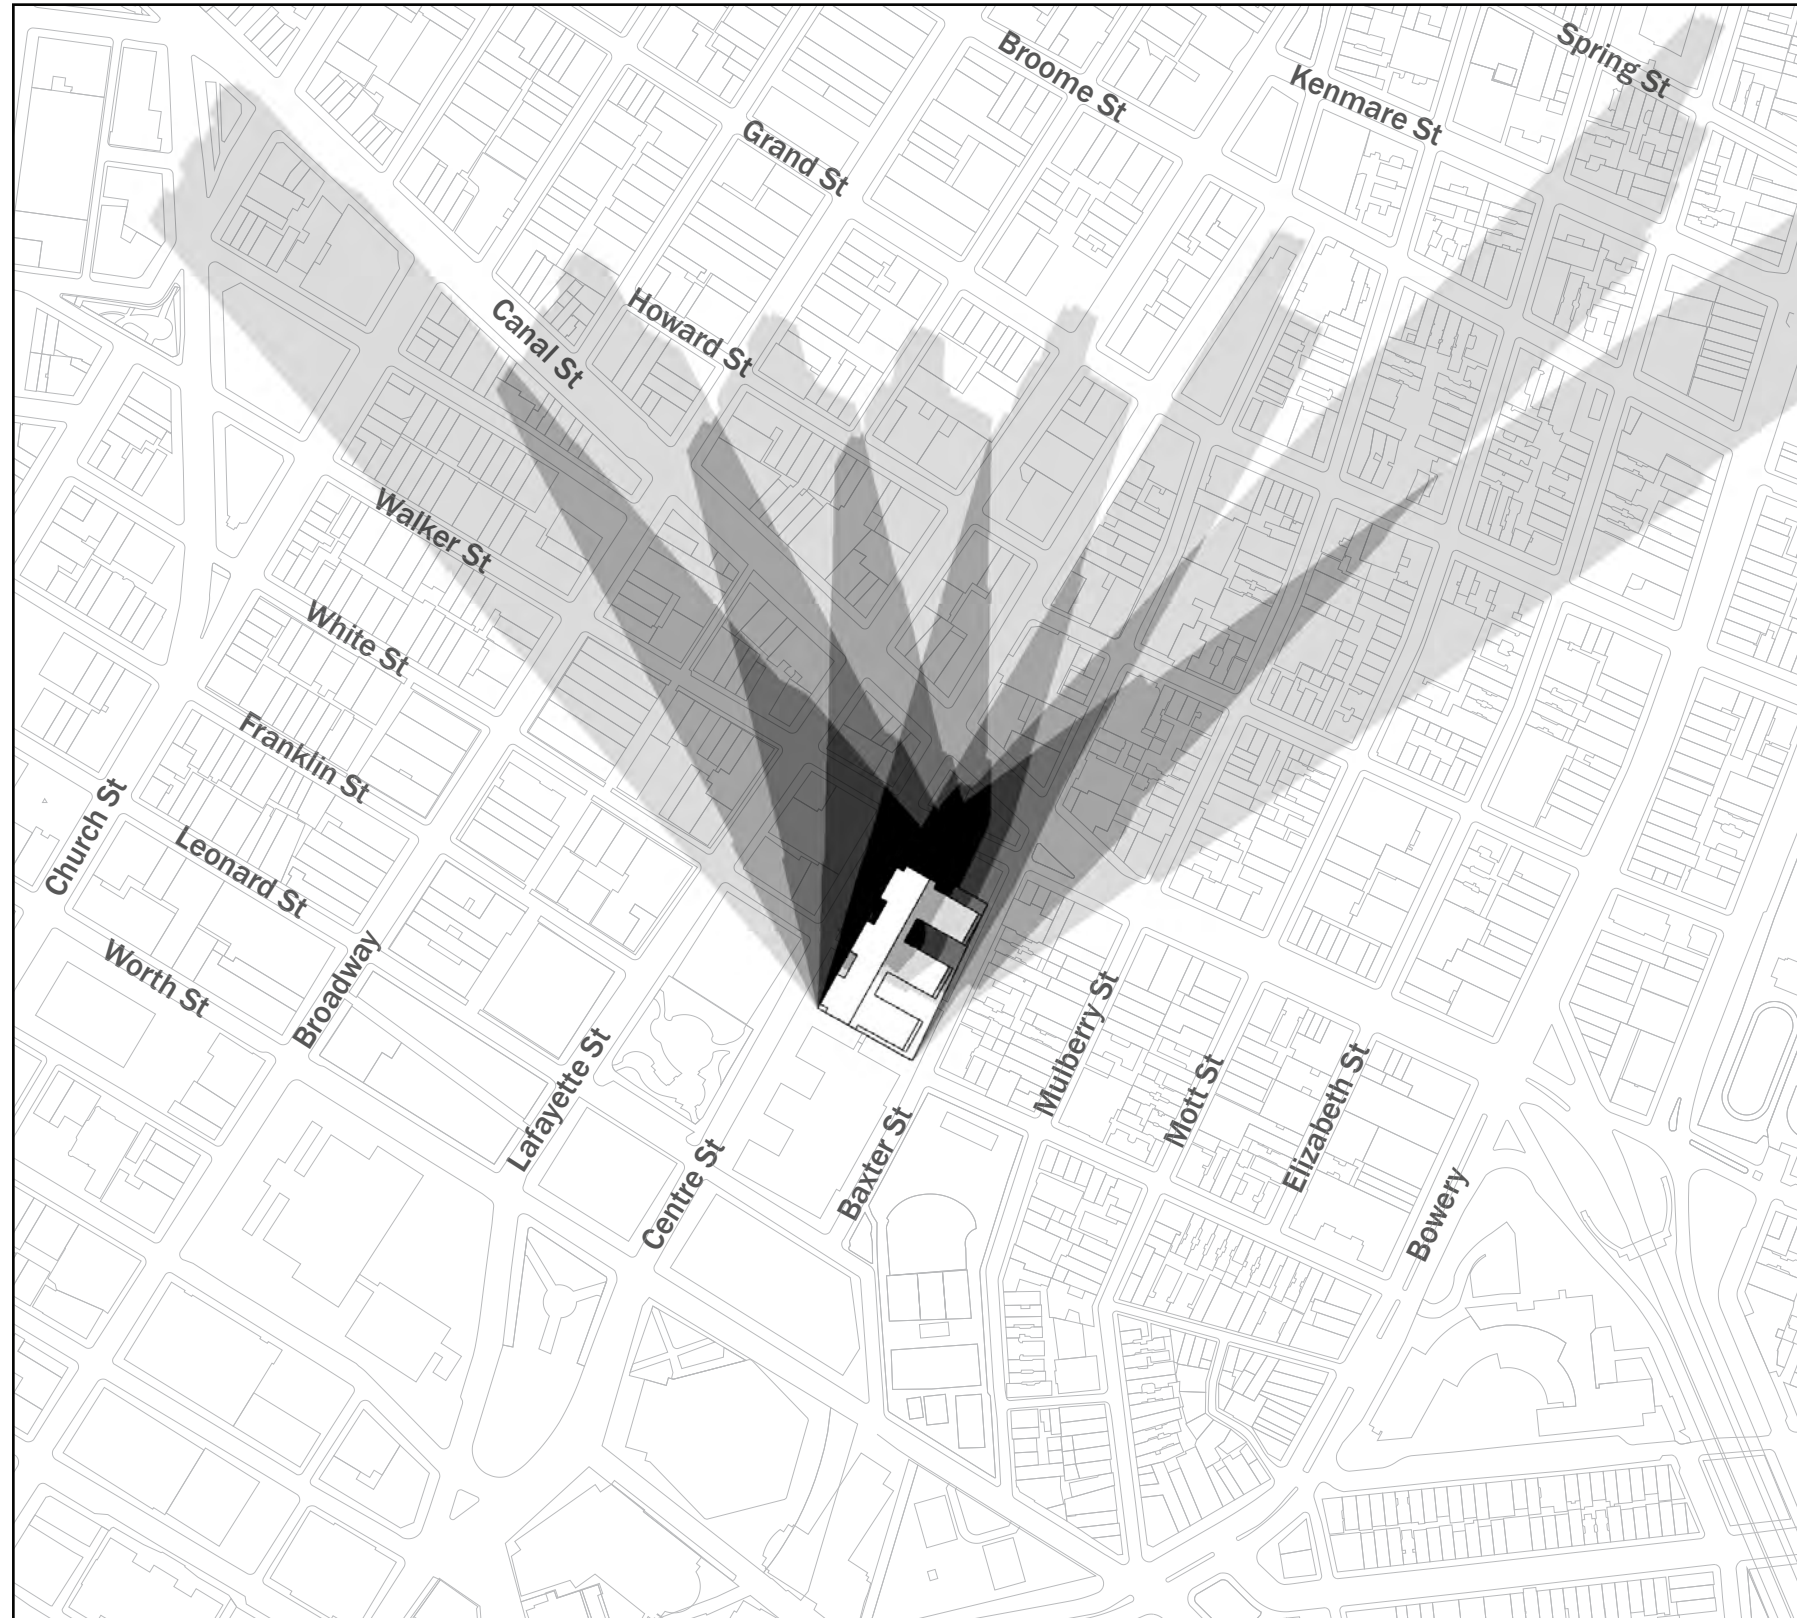 Spring St
Broome St
Kenmare St
Grand St
Howard St
Canal St
Walker St
White St
Franklin St
Church St
Leonard St
Worth St
Broadway
Lafayette St
Centre St
Baxter St
Mulberry St
Mott St
Elizabeth St
Bowery